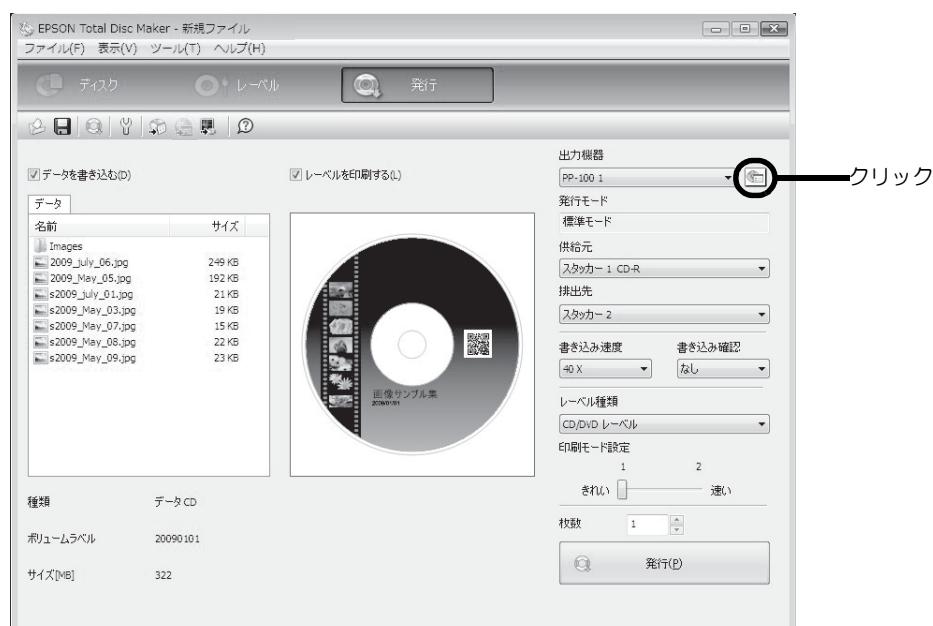 EPSON Total Disc Maker - 新規ファイル
ファイル(F) 表示(V) ツール(T) ヘルプ(H)
ディスク レーベル 発行
データを書き込む(D)
データ
名前 サイズ
Images
2009_july_06.jpg 249 KB
2009_May_05.jpg 192 KB
s2009_july_01.jpg 21 KB
s2009_May_03.jpg 19 KB
s2009_May_07.jpg 15 KB
s2009_May_08.jpg 22 KB
s2009_May_09.jpg 23 KB
種類 データ CD
ボリュームラベル 20090101
サイズ[MB] 322
レーベルを印刷する(L)
画像サンプル集
2009/01/01
出力機器
PP-100 1
クリック
発行モード
標準モード
供給元
スタッカー 1 CD-R
排出先
スタッカー 2
書き込み速度 書き込み確認
40 X なし
レーベル種類
CD/DVD レーベル
印刷モード設定
1 2
きれい 速い
枚数 1
発行(P)